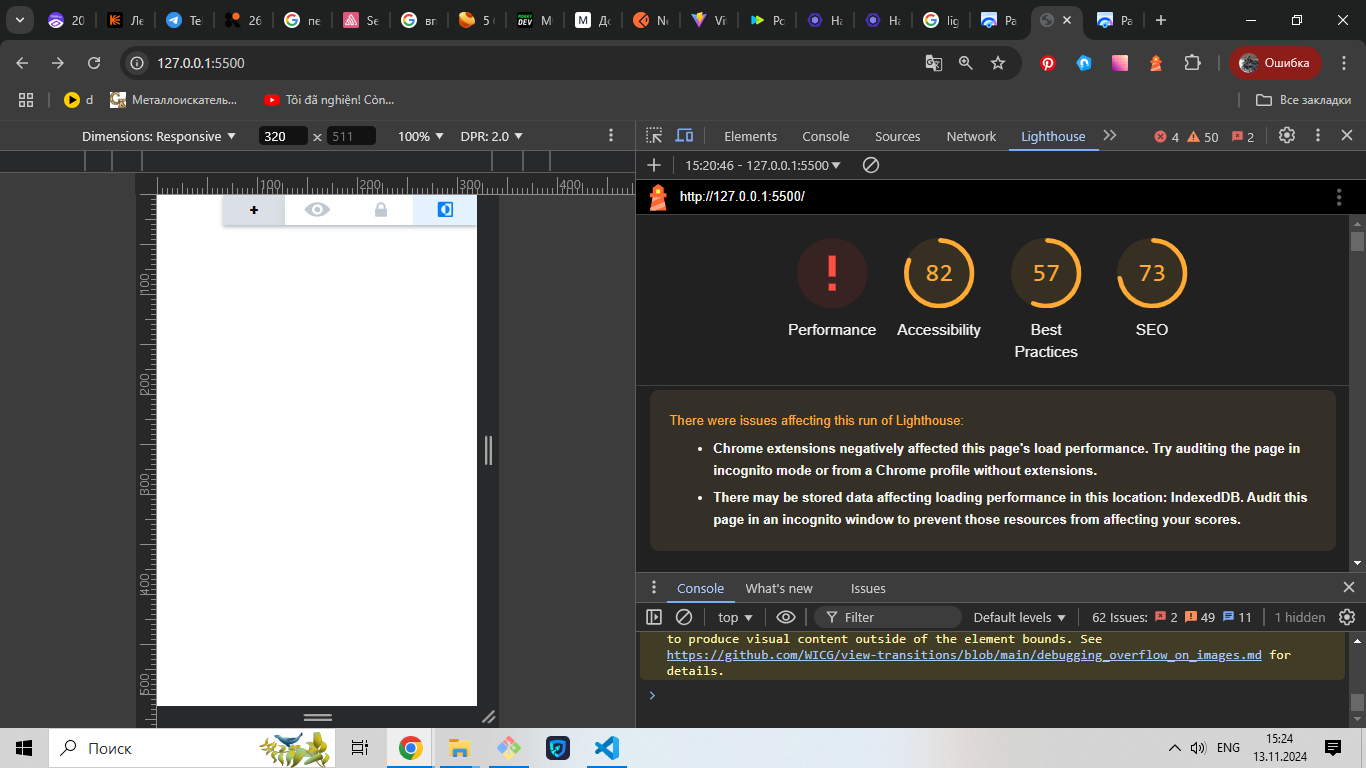 20
Ле
Tel
26
пе
Se
вп
5 (
М
До
Ne
Vit
Po
На
На
lig
Pa
Pa
127.0.0.1:5500
Ошибка
d
Металлоискатель...
Tôi đã nghiện! Còn...
Все закладки
Dimensions: Responsive 320 × 511 100% DPR: 2.0
Elements Console Sources Network Lighthouse 4 50 2
15:20:46 - 127.0.0.1:5500
http://127.0.0.1:5500/
100 200 300 400
+
100
200
300
400
500
82 57 73
Performance Accessibility Best Practices SEO
There were issues affecting this run of Lighthouse:
• Chrome extensions negatively affected this page's load performance. Try auditing the page in
incognito mode or from a Chrome profile without extensions.
• There may be stored data affecting loading performance in this location: IndexedDB. Audit this
page in an incognito window to prevent those resources from affecting your scores.
Console What's new Issues
top Filter Default levels 62 Issues: 2 49 11 1 hidden
to produce visual content outside of the element bounds. See
https://github.com/WICG/view-transitions/blob/main/debugging_overflow_on_images.md for
details.
Поиск
ENG
15:24
13.11.2024